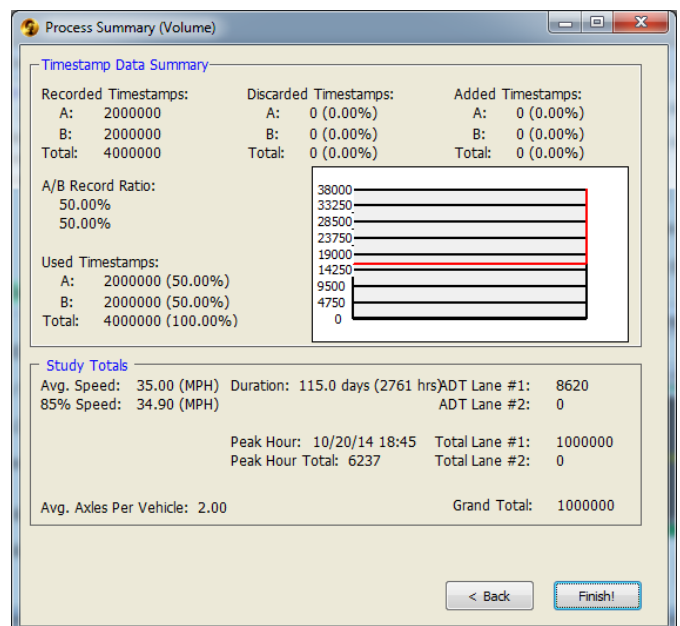 Process Summary (Volume)
Timestamp Data Summary
Recorded Timestamps: Discarded Timestamps: Added Timestamps:
A: 2000000 A: 0 (0.00%) A: 0 (0.00%)
B: 2000000 B: 0 (0.00%) B: 0 (0.00%)
Total: 4000000 Total: 0 (0.00%) Total: 0 (0.00%)
A/B Record Ratio:
50.00%
50.00%
Used Timestamps:
A: 2000000 (50.00%)
B: 2000000 (50.00%)
Total: 4000000 (100.00%)
38000
33250
28500
23750
19000
14250
9500
4750
0
Study Totals
Avg. Speed: 35.00 (MPH) Duration: 115.0 days (2761 hrs) ADT Lane #1: 8620
85% Speed: 34.90 (MPH) ADT Lane #2: 0
Peak Hour: 10/20/14 18:45 Total Lane #1: 1000000
Peak Hour Total: 6237 Total Lane #2: 0
Avg. Axles Per Vehicle: 2.00 Grand Total: 1000000
< Back Finish!